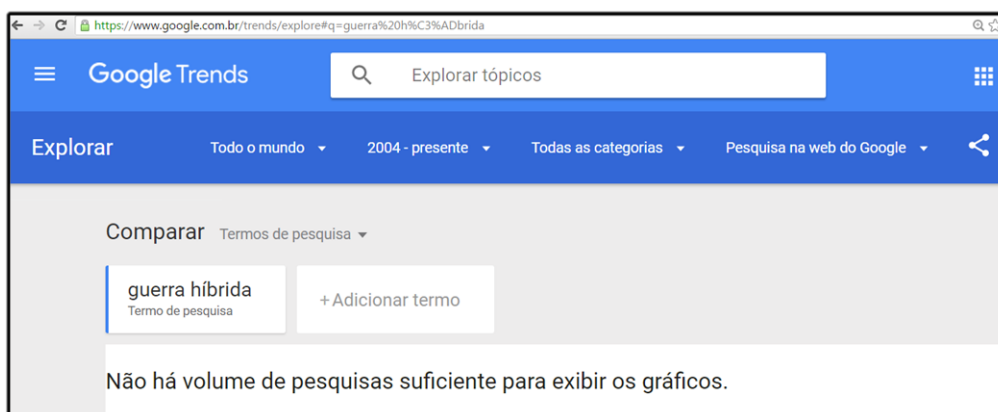 https://www.google.com.br/trends/explore#q=guerra%20h%C3%ADbrida
Google Trends
Explorar tópicos
Explorar
Todo o mundo
2004 - presente
Todas as categorias
Pesquisa na web do Google
Comparar Termos de pesquisa
guerra híbrida
Termo de pesquisa
+Adicionar termo
Não há volume de pesquisas suficiente para exibir os gráficos.